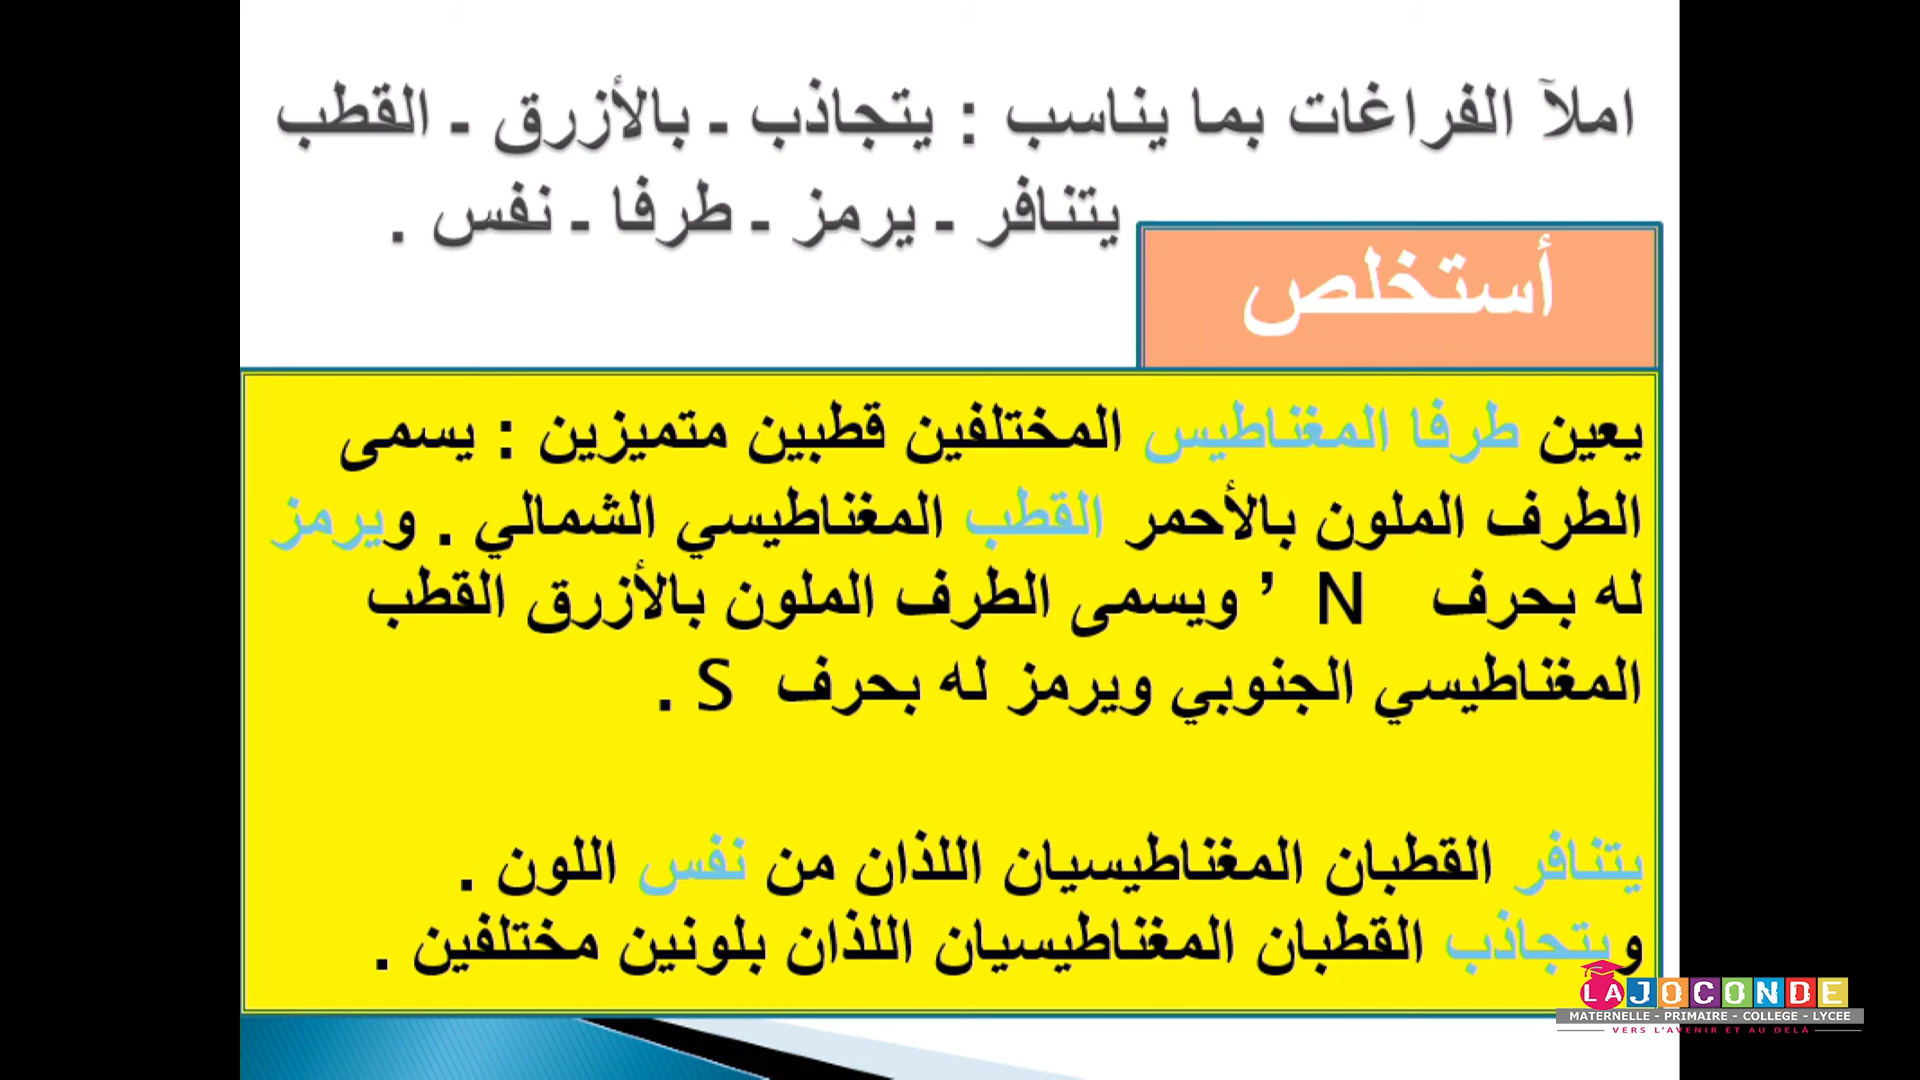 املآ الفراغات بما يناسب : يتجاذب ـ بالأزرق ـ القطب
يتنافر ـ يرمز ـ طرفا ـ نفس .
أستخلص
يعين طرفا المغناطيس المختلفين قطبين متميزين : يسمى
الطرف الملون بالأحمر القطب المغناطيسي الشمالي . ويرمز
له بحرف N ’ ويسمى الطرف الملون بالأزرق القطب
المغناطيسي الجنوبي ويرمز له بحرف S .
يتنافر القطبان المغناطيسيان اللذان من نفس اللون .
ويتجاذب القطبان المغناطيسيان اللذان بلونين مختلفين .
LAJOCONDE
MATERNELLE - PRIMAIRE - COLLEGE - LYCEE
VERS L'AVENIR ET AU DELÀ